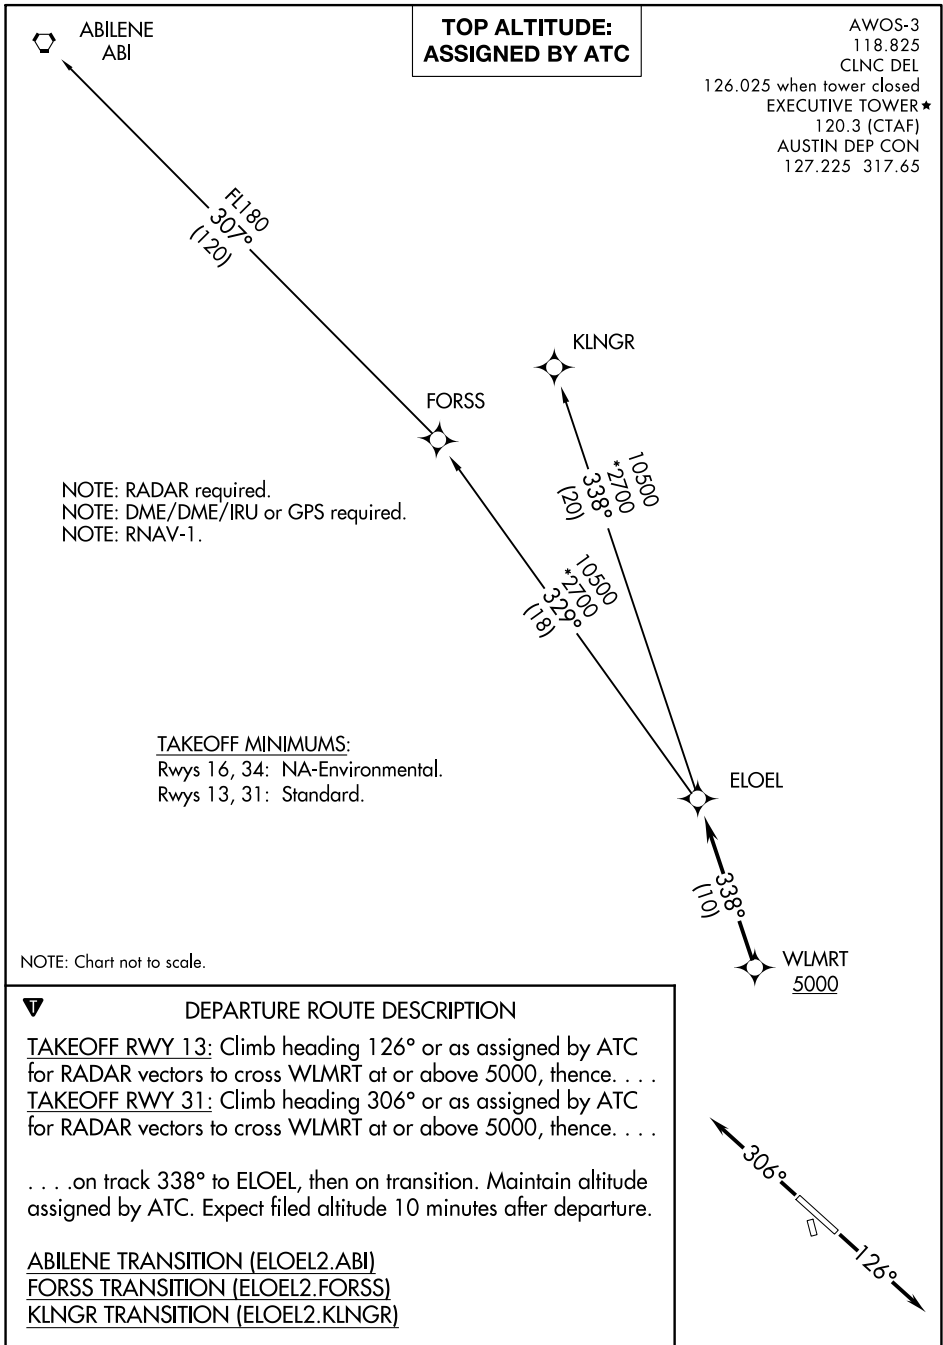 ABILENE
ABI
TOP ALTITUDE:
ASSIGNED BY ATC
AWOS-3
118.825
CLNC DEL
126.025 when tower closed
EXECUTIVE TOWER★
120.3 (CTAF)
AUSTIN DEP CON
127.225 317.65
FL180
307°
(120)
KLNGR
FORSS
10500
*2700
338°
(20)
NOTE: RADAR required.
NOTE: DME/DME/IRU or GPS required.
NOTE: RNAV-1.
10500
*2700
329°
(18)
TAKEOFF MINIMUMS:
Rwys 16, 34: NA-Environmental.
Rwys 13, 31: Standard.
ELOEL
338°
(10)
WLMRT
5000
NOTE: Chart not to scale.
T
DEPARTURE ROUTE DESCRIPTION
TAKEOFF RWY 13: Climb heading 126° or as assigned by ATC
for RADAR vectors to cross WLMRT at or above 5000, thence. . . .
TAKEOFF RWY 31: Climb heading 306° or as assigned by ATC
for RADAR vectors to cross WLMRT at or above 5000, thence. . . .
. . . .on track 338° to ELOEL, then on transition. Maintain altitude
assigned by ATC. Expect filed altitude 10 minutes after departure.
ABILENE TRANSITION (ELOEL2.ABI)
FORSS TRANSITION (ELOEL2.FORSS)
KLNGR TRANSITION (ELOEL2.KLNGR)
306°
126°